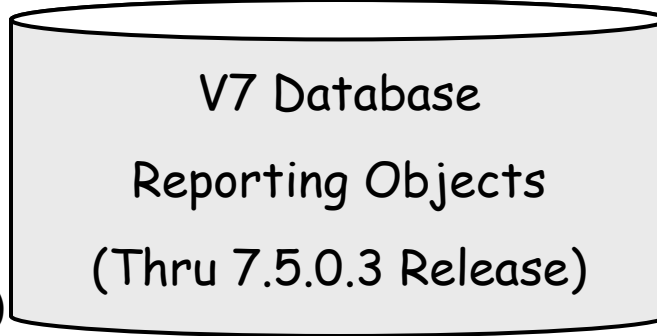 V7 Database
Reporting Objects
(Thru 7.5.0.3 Release)
)